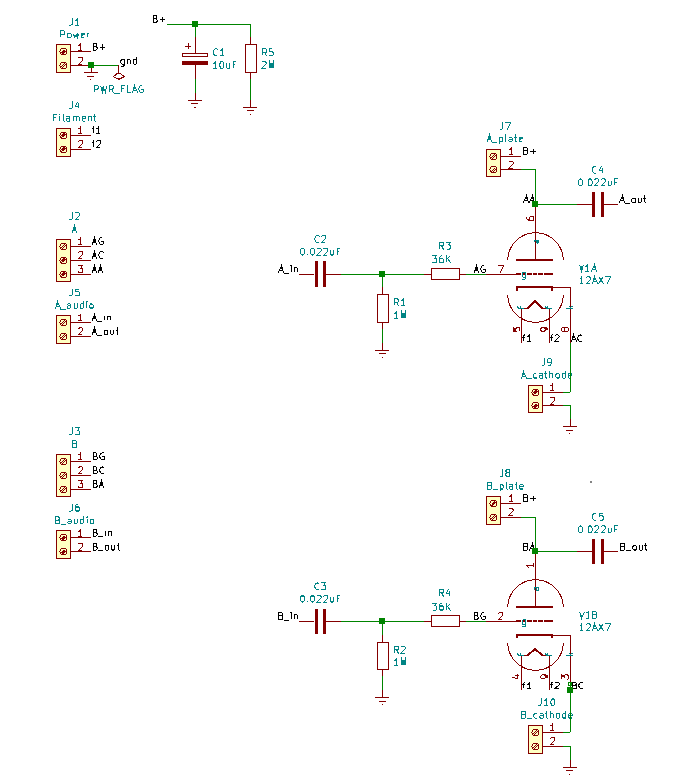 J1
Power
1 B+
2
gnd
PWR_FLAG
B+
+
C1
10uF
R5
2W
J4
Filament
1 f1
2 f2
J7
A_plate
1 B+
2
C4
0.022uF
AA
A_out
6
a
J2
A
1 AG
2 AC
3 AA
C2
0.022uF
A_in
R3
36K
AG 7
g
V1A
12AX7
J5
A_audio
1 A_in
2 A_out
R1
1W
5
9
8
f1
f2
AC
J9
A_cathode
1
2
J3
B
1 BG
2 BC
3 BA
J8
B_plate
1 B+
2
J6
B_audio
1 B_in
2 B_out
C5
0.022uF
BA
B_out
1
a
C3
0.022uF
B_in
R4
36K
BG 2
g
V1B
12AX7
R2
1W
4
9
3
f1
f2
BC
J10
B_cathode
1
2